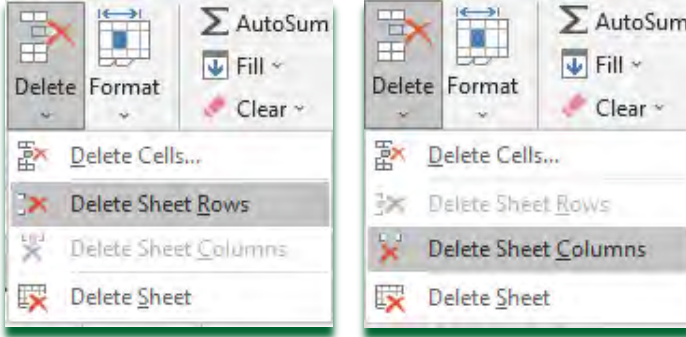 AutoSum
Delete Format Fill
Clear
Delete Cells...
Delete Sheet Rows
Delete Sheet Columns
Delete Sheet
AutoSum
Delete Format Fill
Clear
Delete Cells...
Delete Sheet Rows
Delete Sheet Columns
Delete Sheet